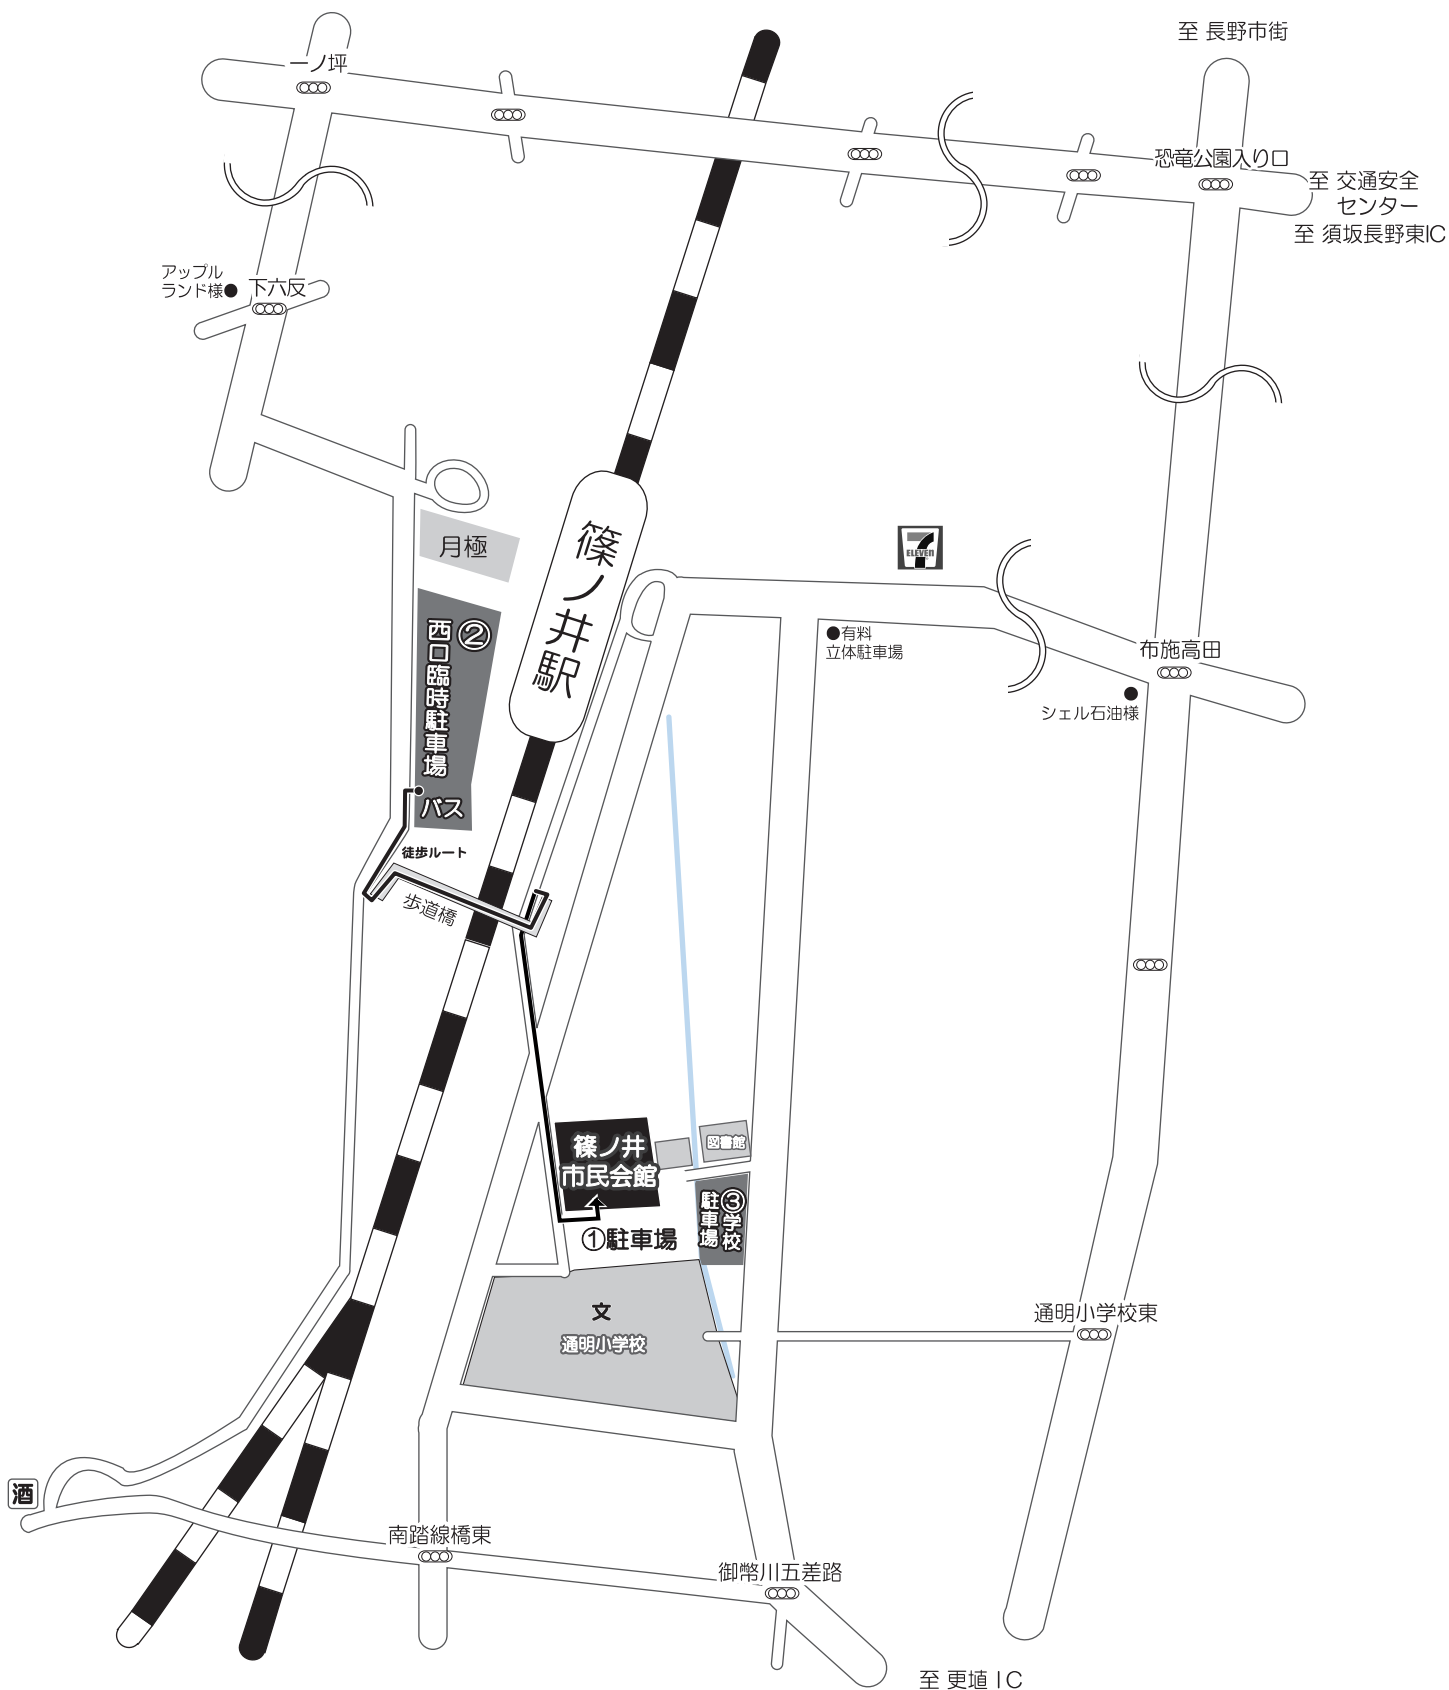 至 長野市街
一ノ坪
恐竜公園入り口
至 交通安全
センター
至 須坂長野東IC
アップル
ランド様
下六反
月極
篠ノ井駅
7
ELEVEN
②
西口臨時駐車場
バス
有料
立体駐車場
布施高田
シェル石油様
徒歩ルート
歩道橋
篠ノ井
市民会館
図書館
③学校
駐車場
①駐車場
文
通明小学校
通明小学校東
酒
南踏線橋東
御幣川五差路
至 更埴 IC